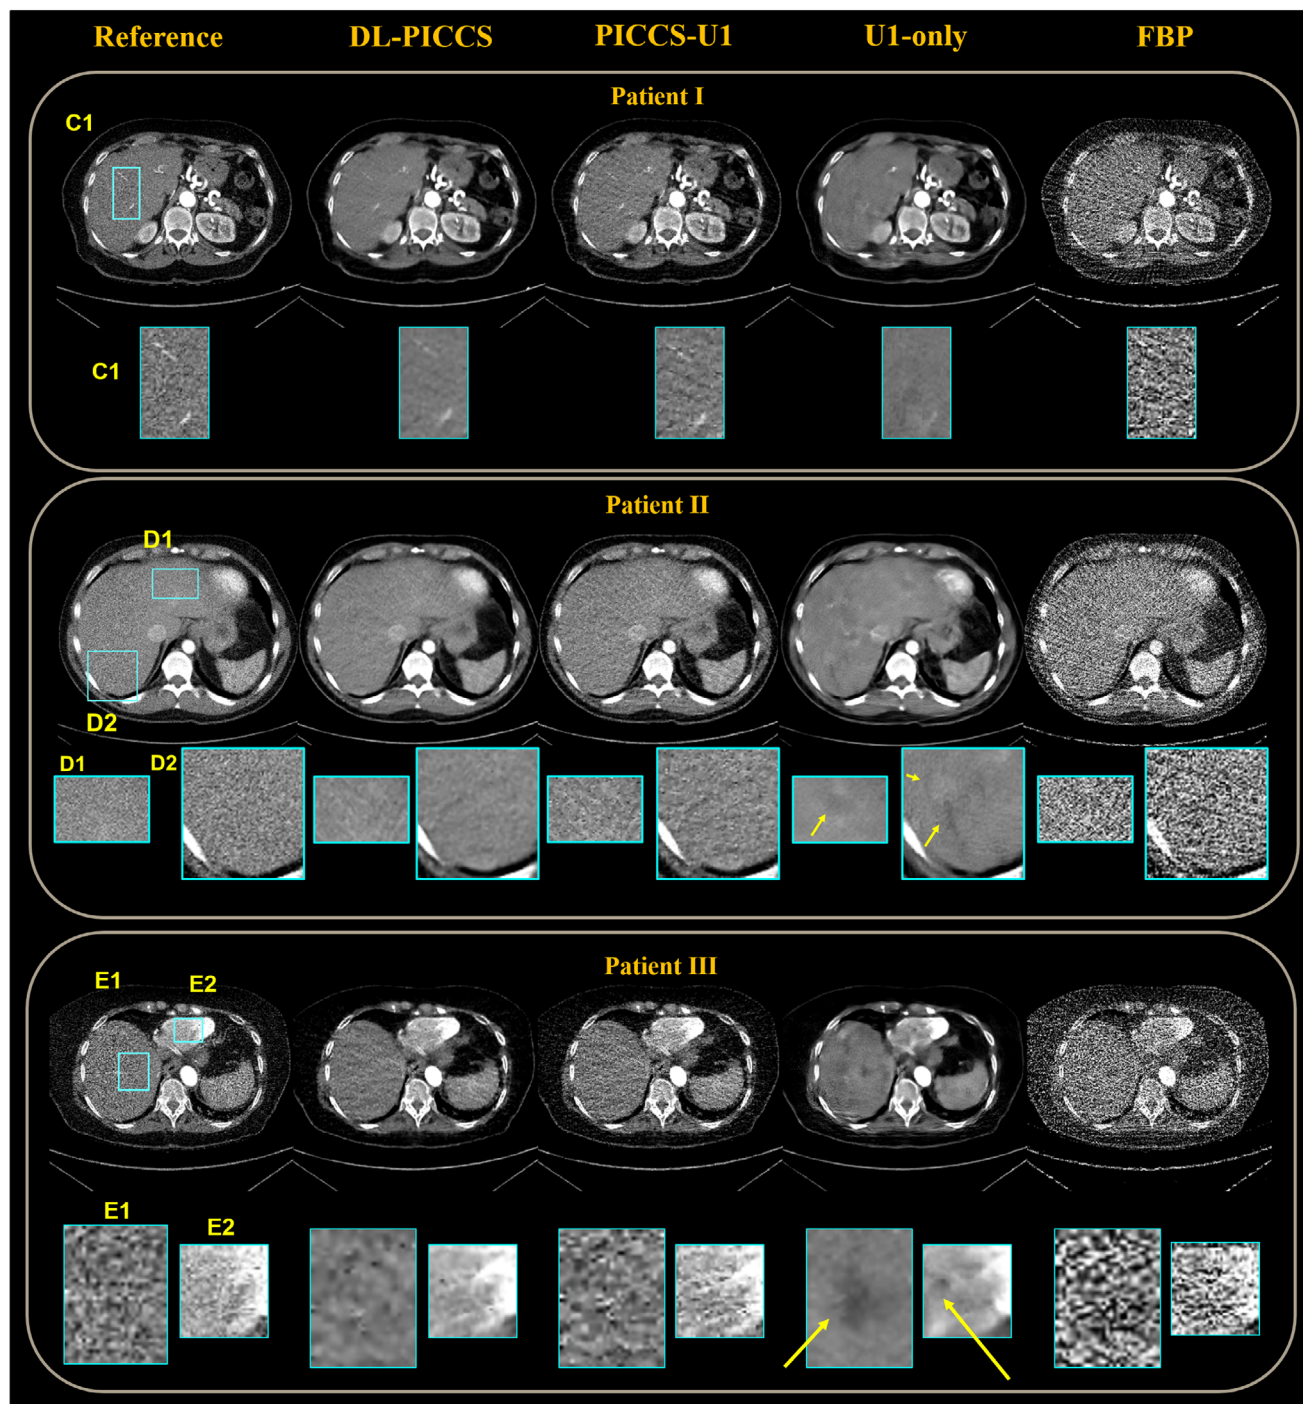 Reference DL-PICCS PICCS-U1 U1-only FBP
Patient I
C1
C1
Patient II
D1
D2
D1 D2
Patient III
E1 E2
E1 E2